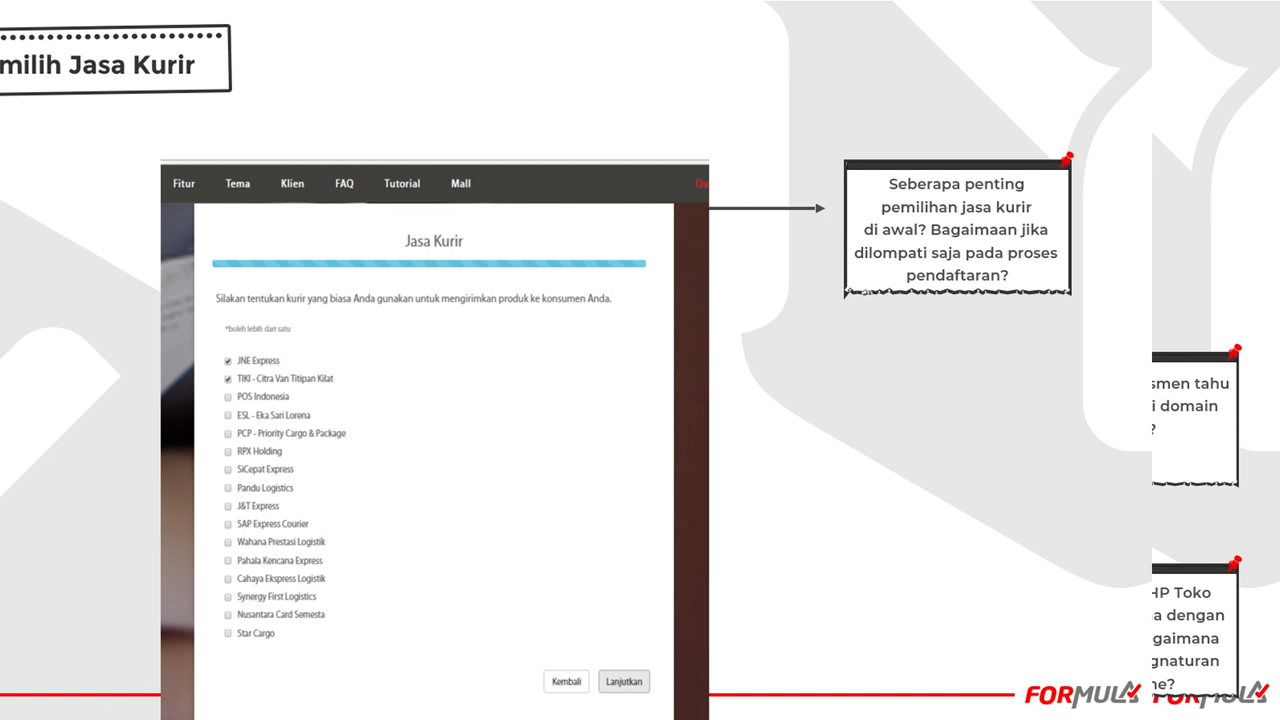 milih Jasa Kurir
Fitur Tema Klien FAQ Tutorial Mall
Jasa Kurir
Silakan tentukan kurir yang biasa Anda gunakan untuk mengirimkan produk ke konsumen Anda.
*boleh lebih dari satu
JNE Express
TIKI - Citra Van Titipan Kilat
POS Indonesia
ESL - Eka Sari Lorena
PCP - Priority Cargo & Package
RPX Holding
SiCepat Express
Pandu Logistics
J&T Express
SAP Express Courier
Wahana Prestasi Logistik
Pahala Kencana Express
Cahaya Ekspress Logistik
Synergy First Logistics
Nusantara Card Semesta
Star Cargo
Kembali Lanjutkan
Seberapa penting
pemilihan jasa kurir
di awal? Bagaimaan jika
dilompati saja pada proses
pendaftaran?
smen tahu
i domain
?
HP Toko
a dengan
gaimana
gnaturan
ne?
FORMULA